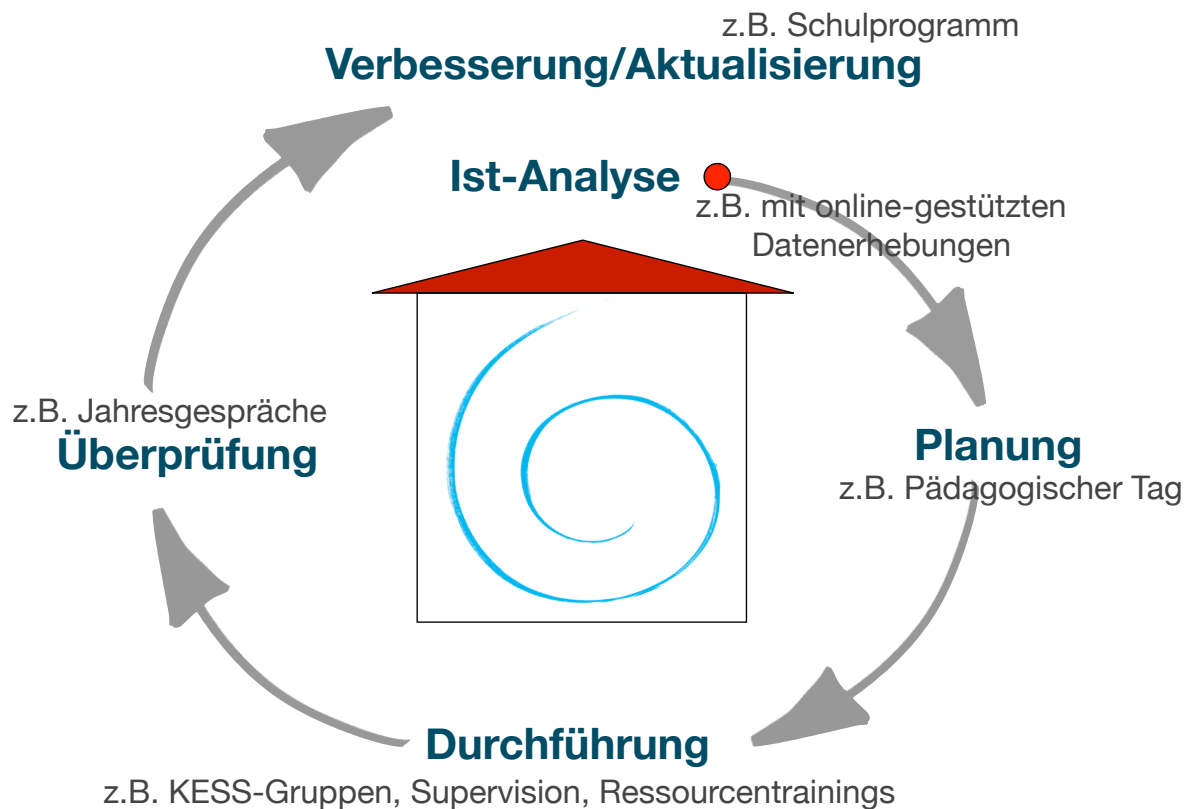 z.B. Schulprogramm
Verbesserung/Aktualisierung
Ist-Analyse
z.B. mit online-gestützten
Datenerhebungen
z.B. Jahresgespräche
Überprüfung
Planung
z.B. Pädagogischer Tag
Durchführung
z.B. KESS-Gruppen, Supervision, Ressourcentrainings